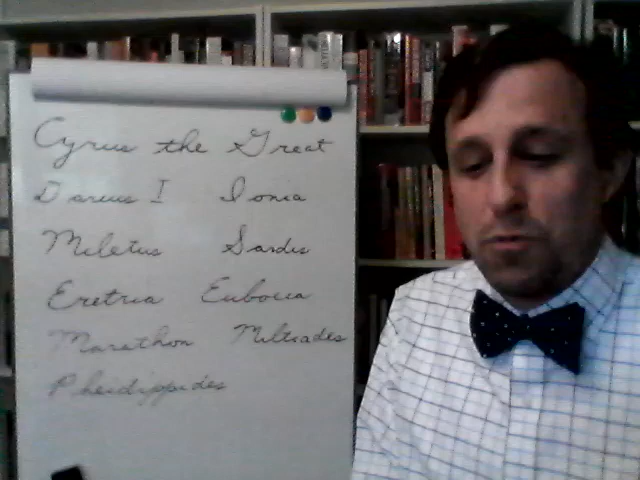 Cyrus the Great
Darius I Ionia
Miletus Sardis
Eretria Euboea
Marathon Miltiades
Pheidippides